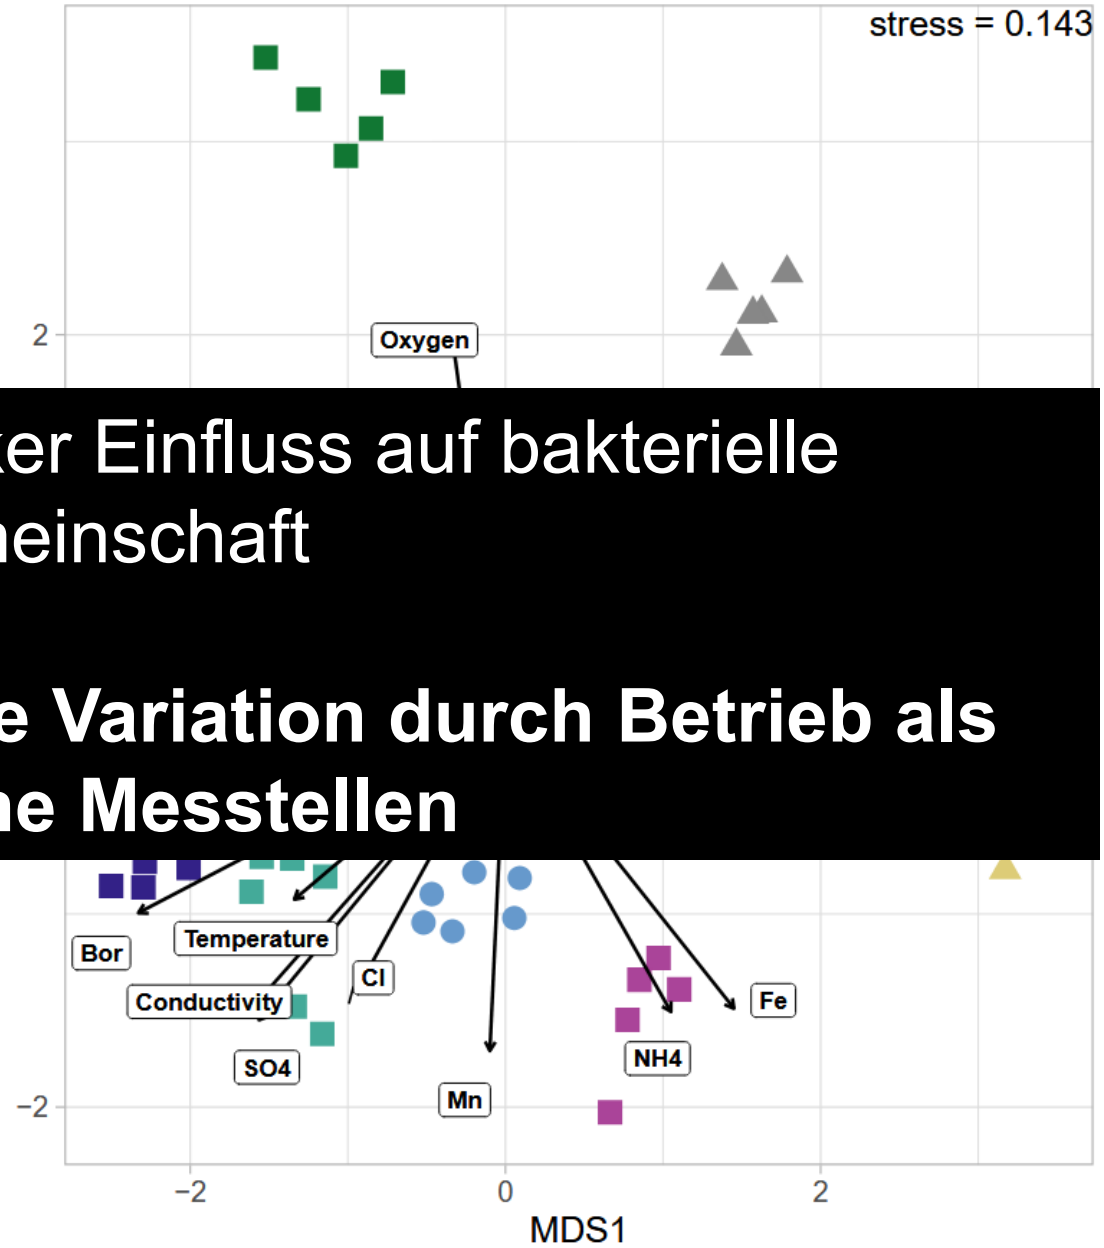 stress = 0.143
2
Oxygen
ker Einfluss auf bakterielle
neinschaft
e Variation durch Betrieb als
ne Messtellen
Bor
Temperature
Cl
Conductivity
Fe
SO4
NH4
Mn
−2
−2 0 2
MDS1